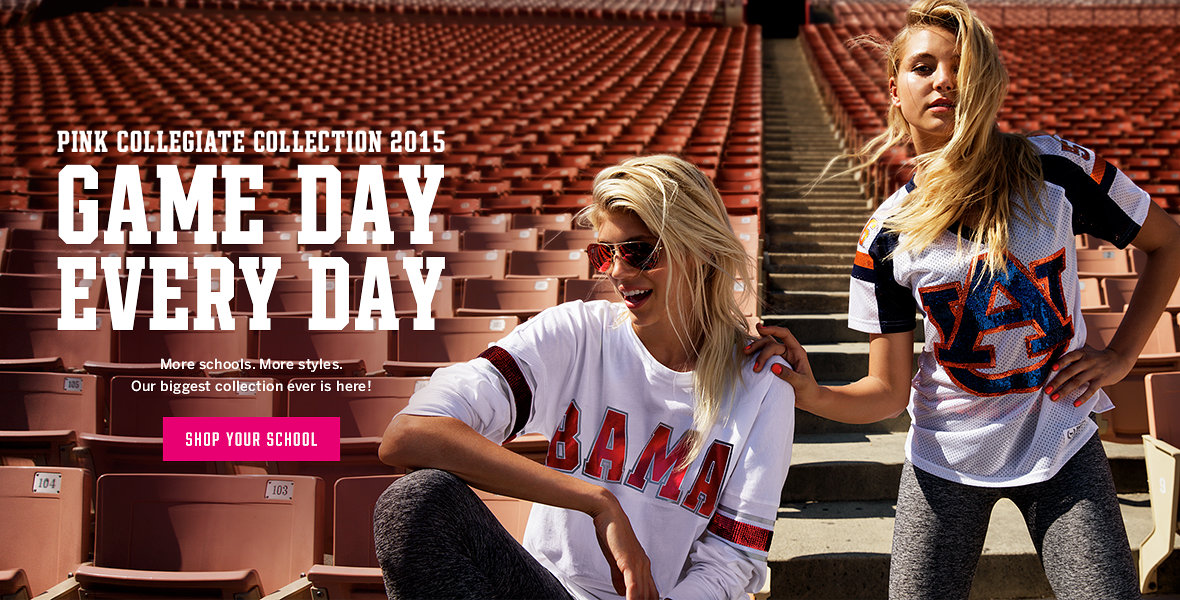 PINK COLLEGIATE COLLECTION 2015
GAME DAY
EVERY DAY
More schools. More styles.
Our biggest collection ever is here!
SHOP YOUR SCHOOL
105
104
103
BAMA
AU
5